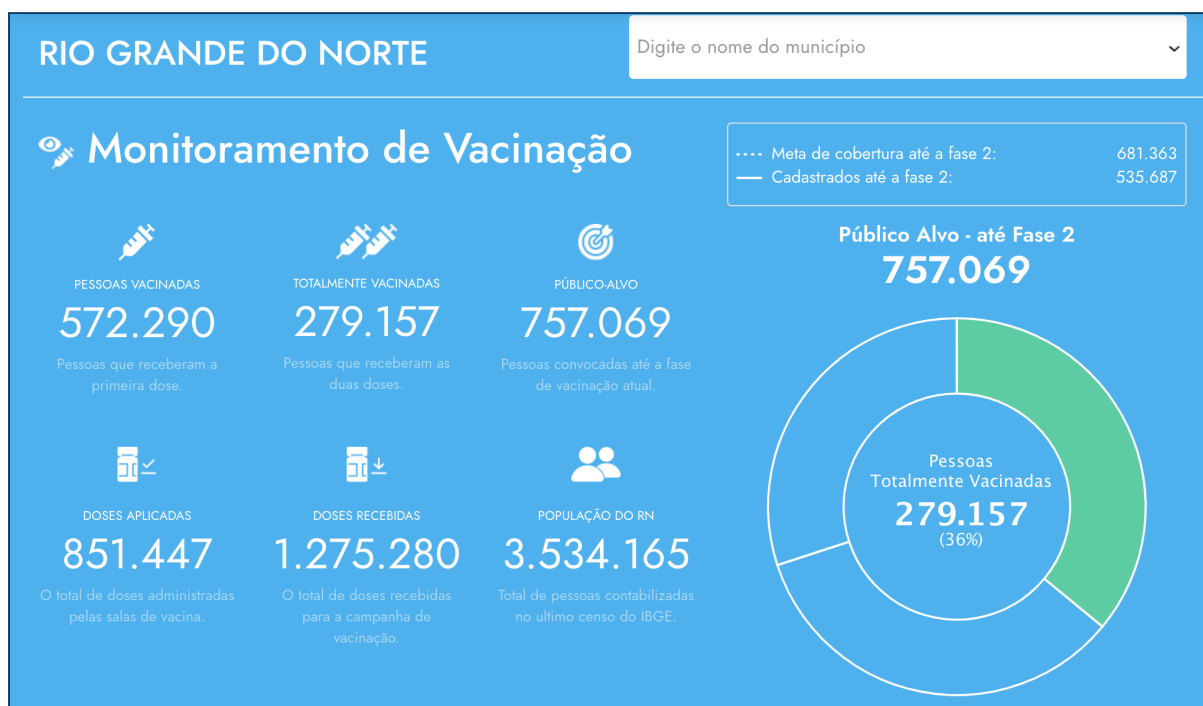 RIO GRANDE DO NORTE
Digite o nome do município
Monitoramento de Vacinação
Meta de cobertura até a fase 2: 681.363
Cadastrados até a fase 2: 535.687
PESSOAS VACINADAS
572.290
Pessoas que receberam a
primeira dose.
TOTALMENTE VACINADAS
279.157
Pessoas que receberam as
duas doses.
PÚBLICO-ALVO
757.069
Pessoas convocadas até a fase
de vacinação atual.
DOSES APLICADAS
851.447
O total de doses administradas
pelas salas de vacina.
DOSES RECEBIDAS
1.275.280
O total de doses recebidas
para a campanha de
vacinação.
POPULAÇÃO DO RN
3.534.165
Total de pessoas contabilizadas
no ultimo censo do IBGE.
Público Alvo - até Fase 2
757.069
Pessoas
Totalmente Vacinadas
279.157
(36%)